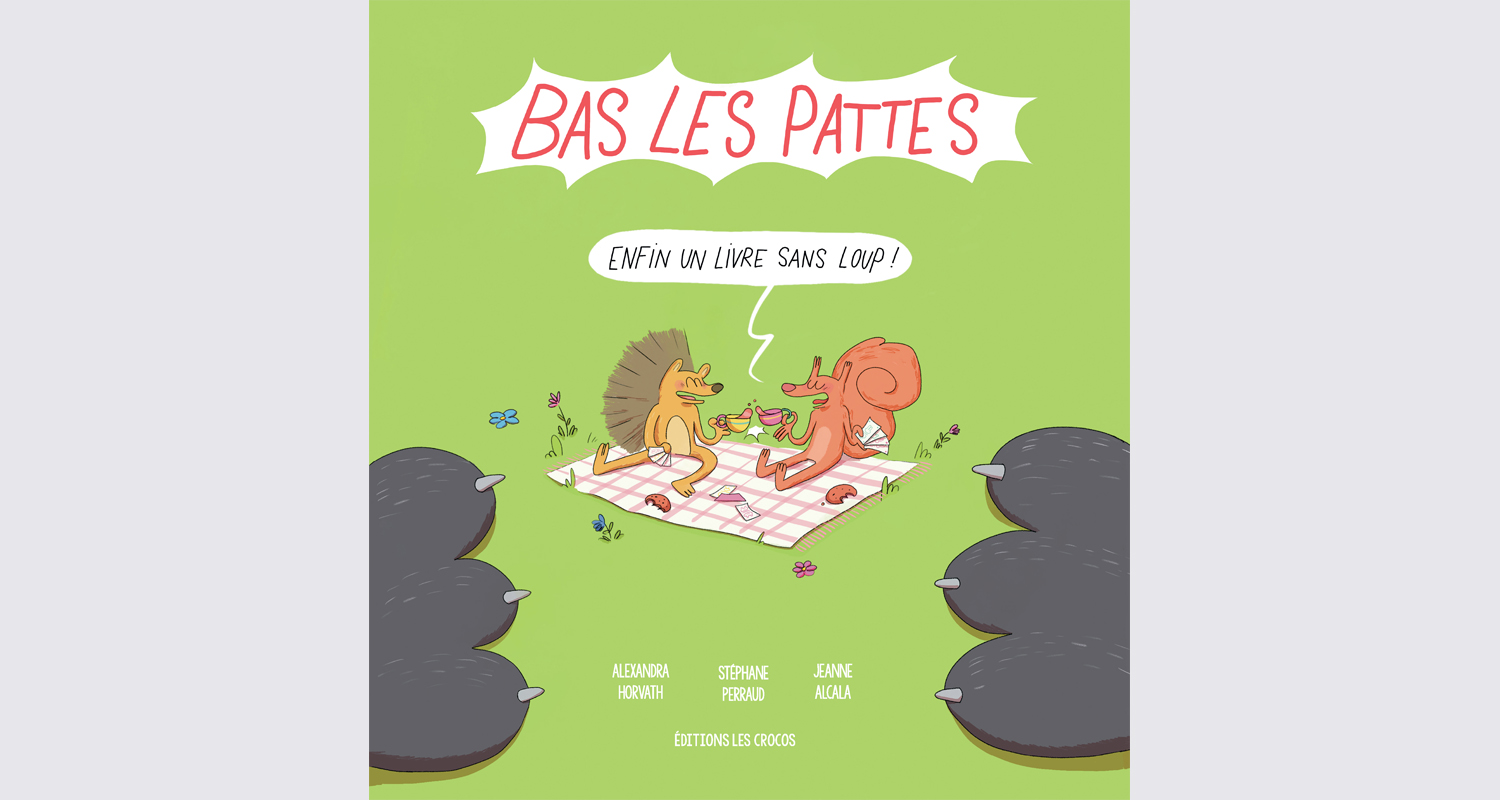 BAS LES PATTES
ENFIN UN LIVRE SANS LOUP !
ALEXANDRA
HORVATH
STÉPHANE
PERRAUD
JEANNE
ALCALA
ÉDITIONS LES CROCOS